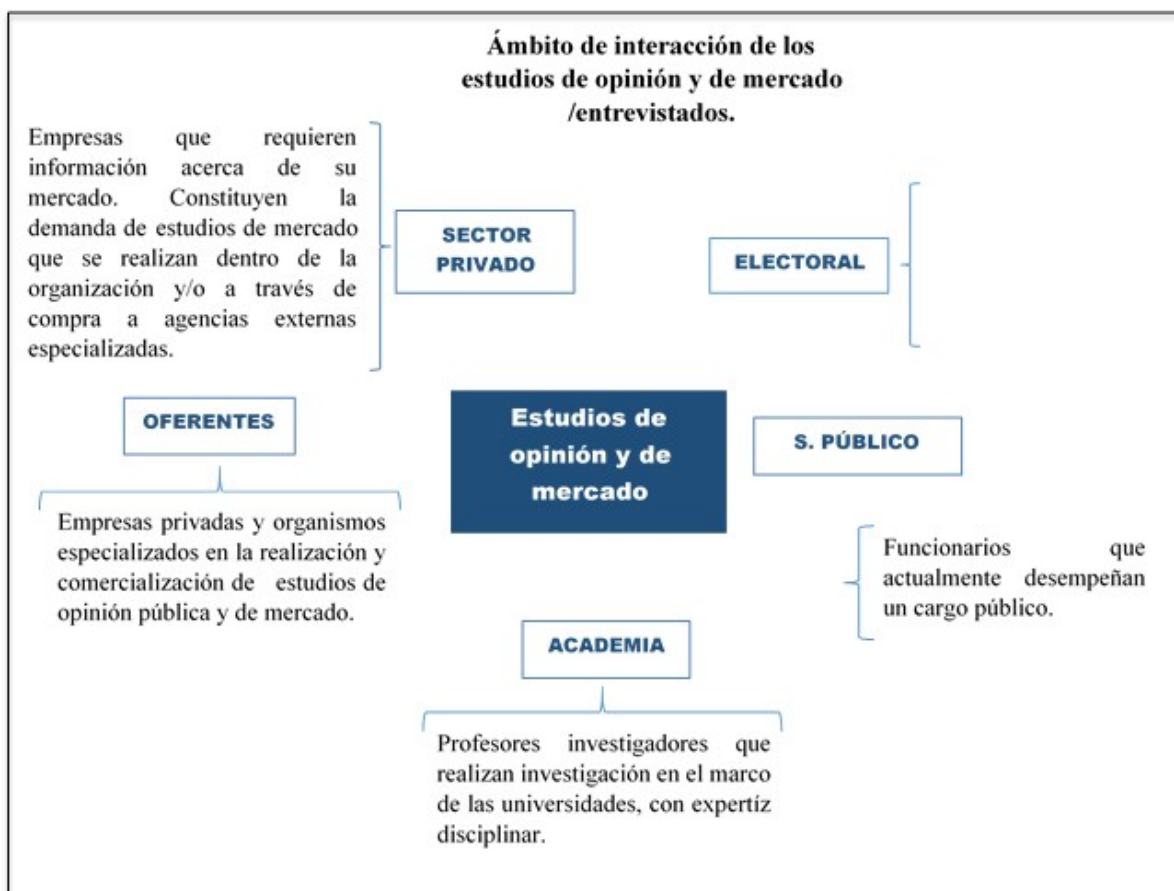 Ámbito de interacción de los
estudios de opinión y de mercado
/entrevistados.
Empresas que requieren
información acerca de su
mercado. Constituyen la
demanda de estudios de mercado
que se realizan dentro de la
organización y/o a través de
compra a agencias externas
especializadas.
SECTOR
PRIVADO
ELECTORAL
OFERENTES
Empresas privadas y organismos
especializados en la realización y
comercialización de estudios de
opinión pública y de mercado.
Estudios de
opinión y de
mercado
S. PÚBLICO
Funcionarios que
actualmente desempeñan
un cargo público.
ACADEMIA
Profesores investigadores que
realizan investigación en el marco
de las universidades, con expertíz
disciplinar.